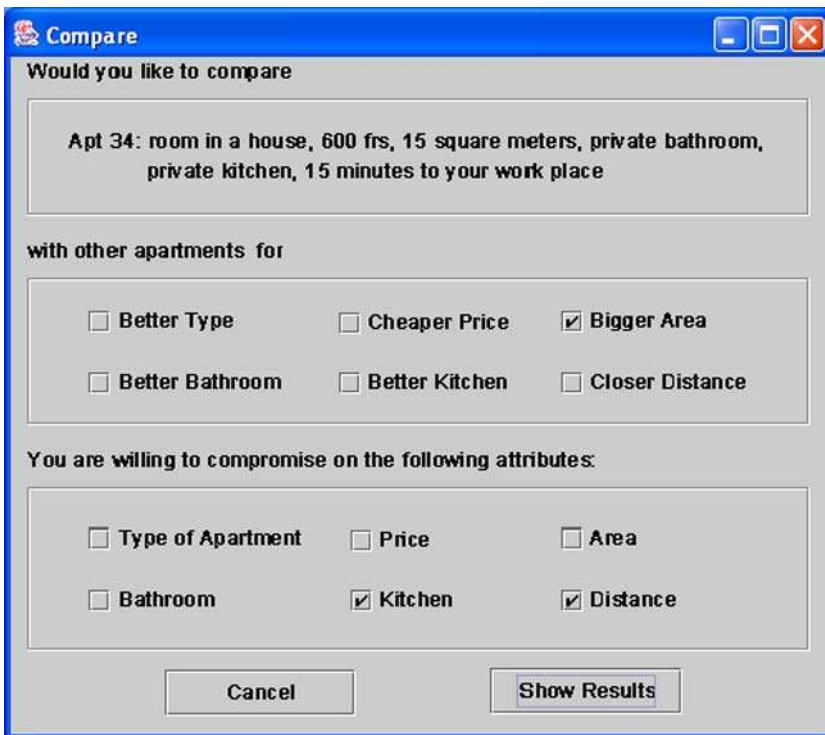 Compare
Would you like to compare
Apt 34: room in a house, 600 frs, 15 square meters, private bathroom,
private kitchen, 15 minutes to your work place
with other apartments for
Better Type Cheaper Price Bigger Area
Better Bathroom Better Kitchen Closer Distance
You are willing to compromise on the following attributes:
Type of Apartment Price Area
Bathroom Kitchen Distance
Cancel Show Results